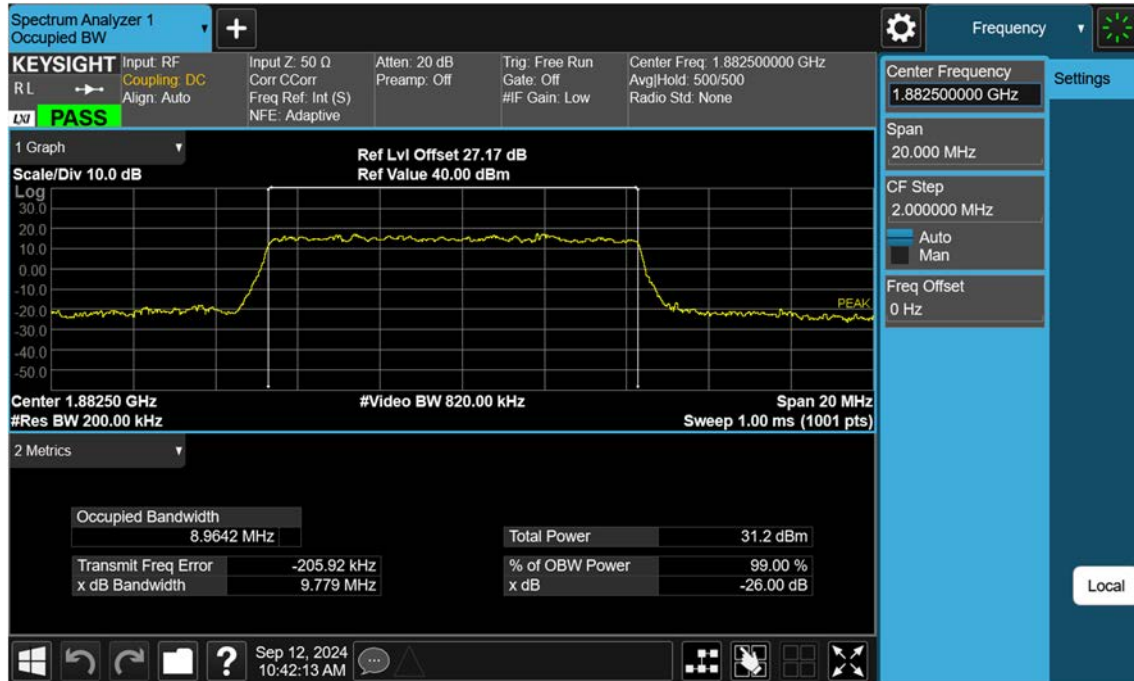 Spectrum Analyzer 1
Occupied BW
+
Frequency
KEYSIGHT
RL
LXI PASS
Input: RF
Coupling: DC
Align: Auto
Input Z: 50 Ω
Corr CCorr
Freq Ref: Int (S)
NFE: Adaptive
Atten: 20 dB
Preamp: Off
Trig: Free Run
Gate: Off
#IF Gain: Low
Center Freq: 1.882500000 GHz
Avg|Hold: 500/500
Radio Std: None
Center Frequency
1.882500000 GHz
Settings
Span
20.000 MHz
CF Step
2.000000 MHz
Auto
Man
Freq Offset
0 Hz
Local
1 Graph
Scale/Div 10.0 dB
Ref Lvl Offset 27.17 dB
Ref Value 40.00 dBm
Log
30.0
20.0
10.0
0.00
-10.0
-20.0
-30.0
-40.0
-50.0
PEAK
Center 1.88250 GHz
#Video BW 820.00 kHz
Span 20 MHz
#Res BW 200.00 kHz
Sweep 1.00 ms (1001 pts)
2 Metrics
Occupied Bandwidth
8.9642 MHz
Total Power 31.2 dBm
Transmit Freq Error -205.92 kHz
% of OBW Power 99.00 %
x dB Bandwidth 9.779 MHz
x dB -26.00 dB
?
Sep 12, 2024
10:42:13 AM